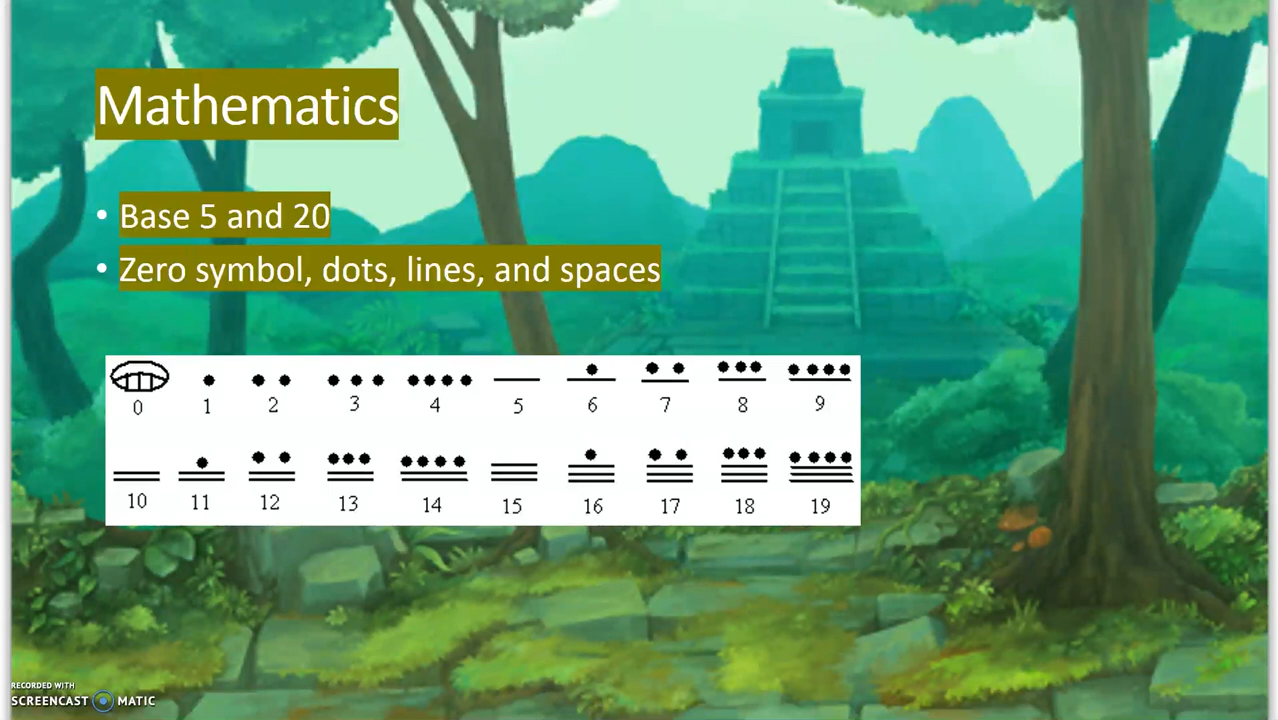 Mathematics
• Base 5 and 20
• Zero symbol, dots, lines, and spaces
0 1 2 3 4 5 6 7 8 9
10 11 12 13 14 15 16 17 18 19
RECORDED WITH
SCREENCAST MATIC